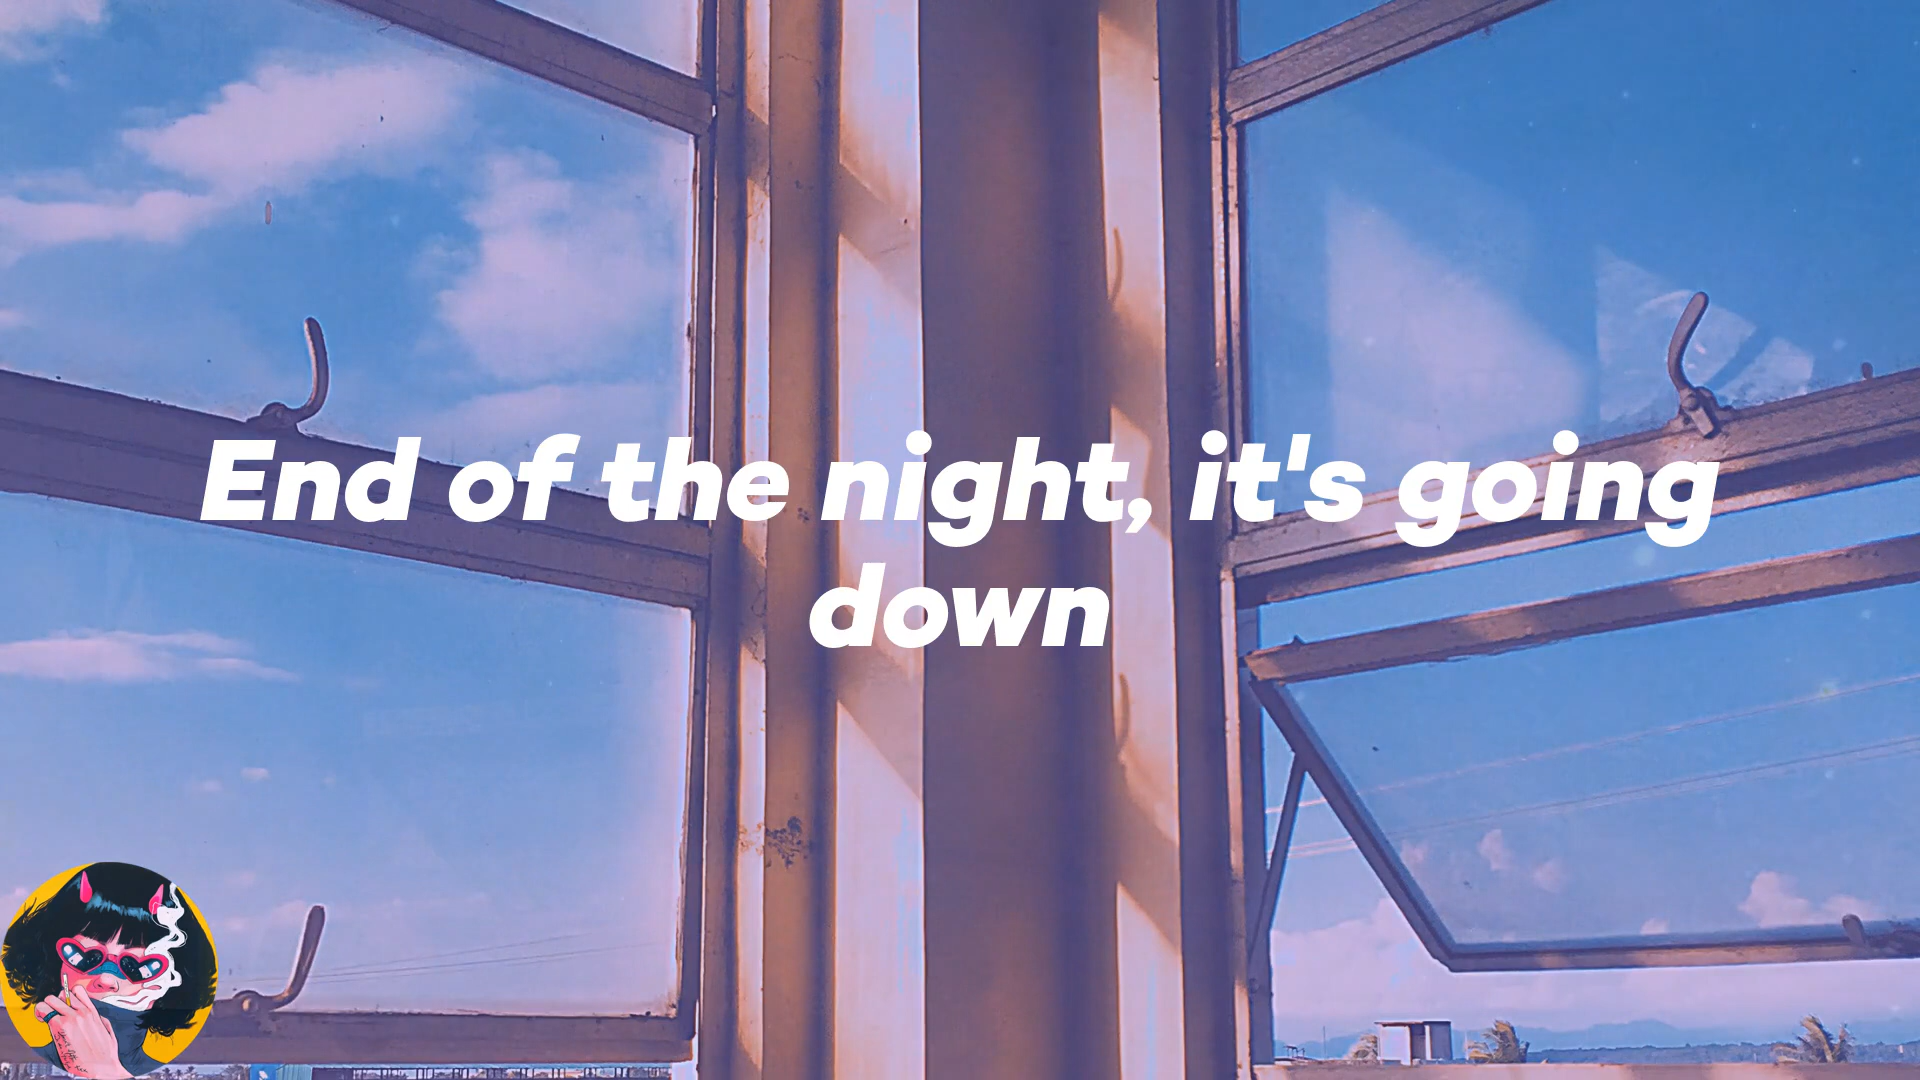 End of the night, it's going
down